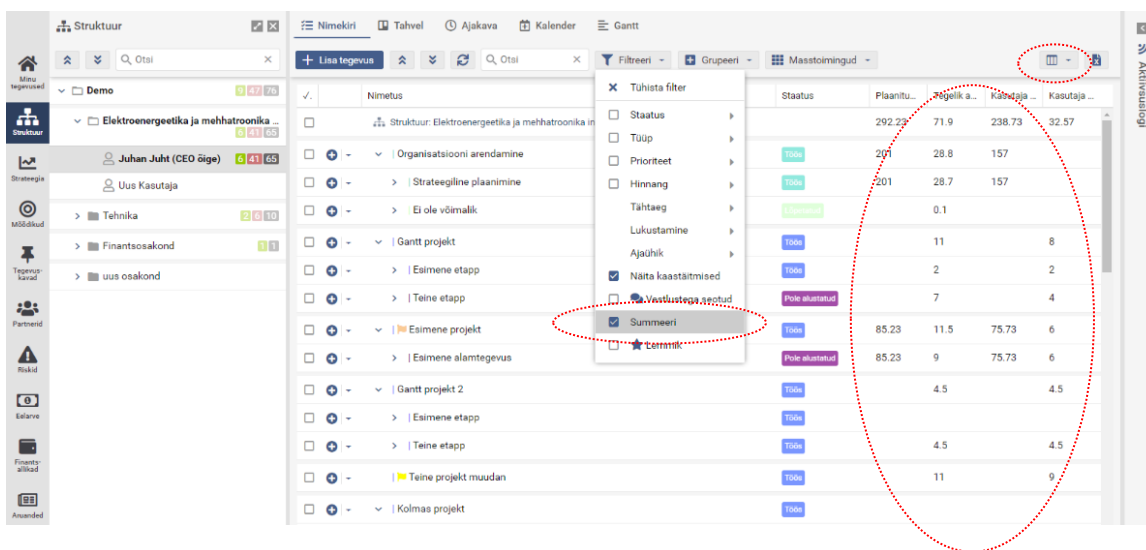 Struktuur
Nimekiri
Tahvel
Ajakava
Kalender
Gantt
Otsi
Lisa tegevus
Otsi
Filtreeri
Grupeeri
Masstoimingud
Minu
tegevused
Struktuur
Strateegia
Mõõdikud
Tegevus-
kavad
Partnerid
Riskid
Eelarve
Finants-
allikad
Aruanded
Demo
9 47 76
Elektroenergeetika ja mehhatroonika ...
6 41 65
Juhan Juht (CEO õige)
6 41 65
Uus Kasutaja
Tehnika
2 6 10
Finantsosakond
1 1
uus osakond
Tühista filter
Staatus
Tüüp
Prioriteet
Hinnang
Tähtaeg
Lukustamine
Ajaühik
Näita kaastäitmised
Vestlustega seotud
Summeeri
Lemmik
Nimetus
Staatus
Plaanitu...
Tegelik a...
Kasutaja ...
Kasutaja ...
Struktuur: Elektroenergeetika ja mehhatroonika in
292.23
71.9
238.73
32.57
Organisatsiooni arendamine
Töös
201
28.8
157
Strateegiline plaanimine
Töös
201
28.7
157
Ei ole võimalik
0.1
Gantt projekt
Töös
11
8
Esimene etapp
Töös
2
2
Teine etapp
Pole alustatud
7
4
Esimene projekt
Töös
85.23
11.5
75.73
6
Esimene alamtegevus
Pole alustatud
85.23
9
75.73
6
Gantt projekt 2
Töös
4.5
4.5
Esimene etapp
Töös
Teine etapp
Töös
4.5
4.5
Teine projekt muudan
Töös
11
9
Kolmas projekt
Töös
Aktiivsuslogi